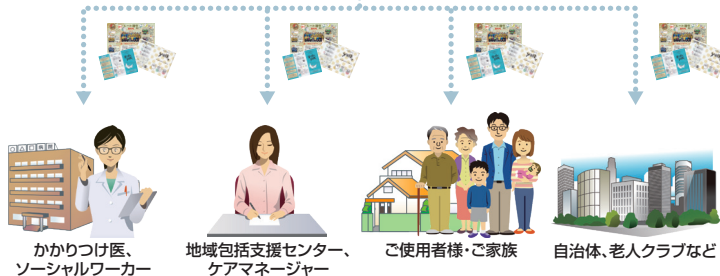 かかりつけ医、
ソーシャルワーカー
地域包括支援センター、
ケアマネージャー
ご使用者様・ご家族
自治体、老人クラブなど